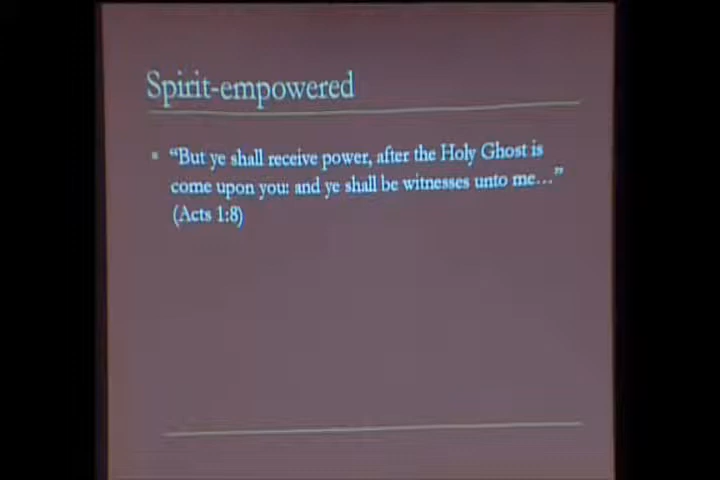 Spirit-empowered
“But ye shall receive power, after the Holy Ghost is
come upon you: and ye shall be witnesses unto me…”
(Acts 1:8)